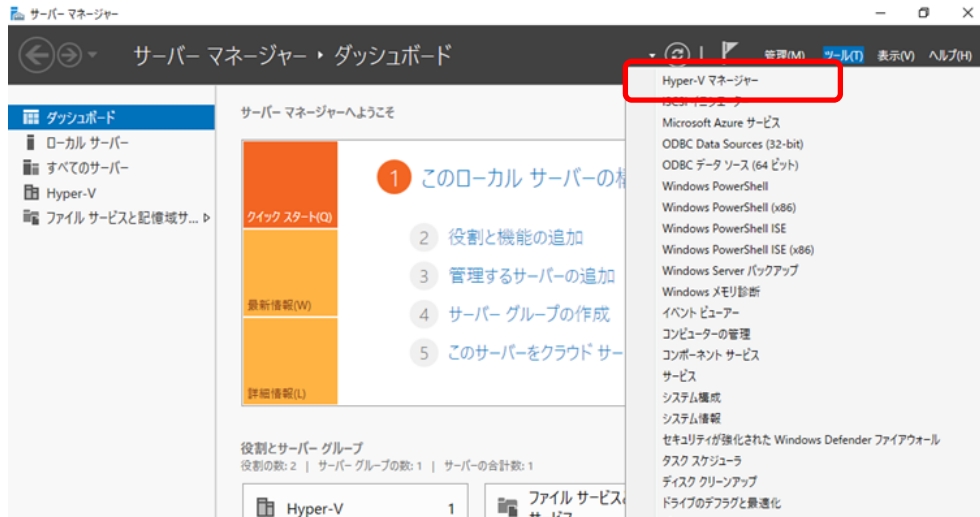 サーバー マネージャー
サーバー マネージャー ・ ダッシュボード
管理(M) ツール(T) 表示(V) ヘルプ(H)
ダッシュボード
ローカル サーバー
すべてのサーバー
Hyper-V
ファイル サービスと記憶域サ...
サーバー マネージャーへようこそ
クイック スタート(Q)
最新情報(W)
詳細情報(L)
1 このローカル サーバーの構
2 役割と機能の追加
3 管理するサーバーの追加
4 サーバー グループの作成
5 このサーバーをクラウド サー
役割とサーバー グループ
役割の数: 2 | サーバー グループの数: 1 | サーバーの合計数: 1
Hyper-V 1
ファイル サービスと
Hyper-V マネージャー
iSCSI イニシエーター
Microsoft Azure サービス
ODBC Data Sources (32-bit)
ODBC データ ソース (64 ビット)
Windows PowerShell
Windows PowerShell (x86)
Windows PowerShell ISE
Windows PowerShell ISE (x86)
Windows Server バックアップ
Windows メモリ診断
イベント ビューアー
コンピューターの管理
コンポーネント サービス
サービス
システム構成
システム情報
セキュリティが強化された Windows Defender ファイアウォール
タスク スケジューラ
ディスク クリーンアップ
ドライブのデフラグと最適化